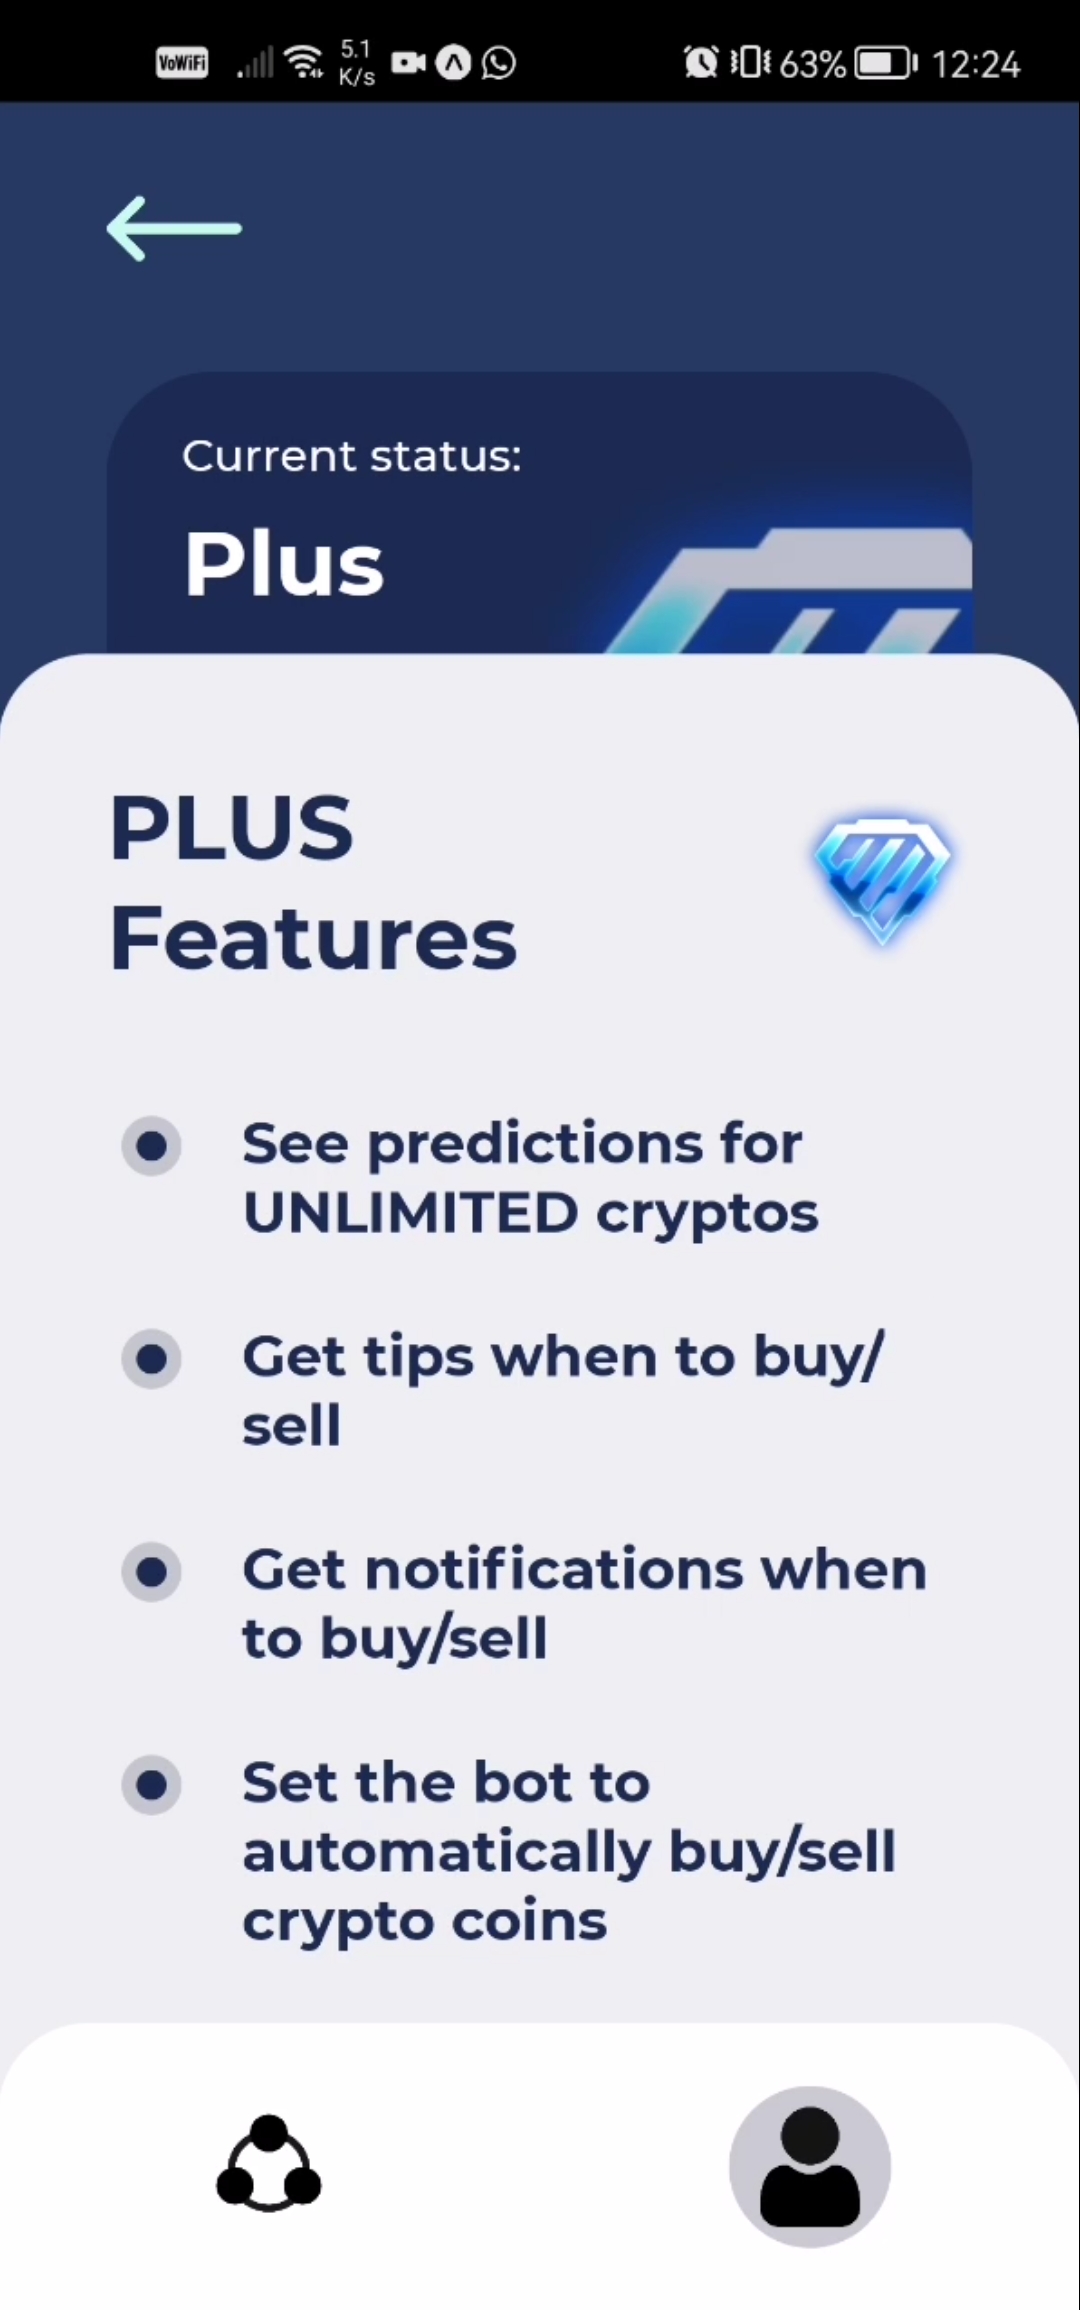 VoWiFi 5.1 K/s 63% 12:24
Current status:
Plus
PLUS
Features
See predictions for
UNLIMITED cryptos
Get tips when to buy/
sell
Get notifications when
to buy/sell
Set the bot to
automatically buy/sell
crypto coins